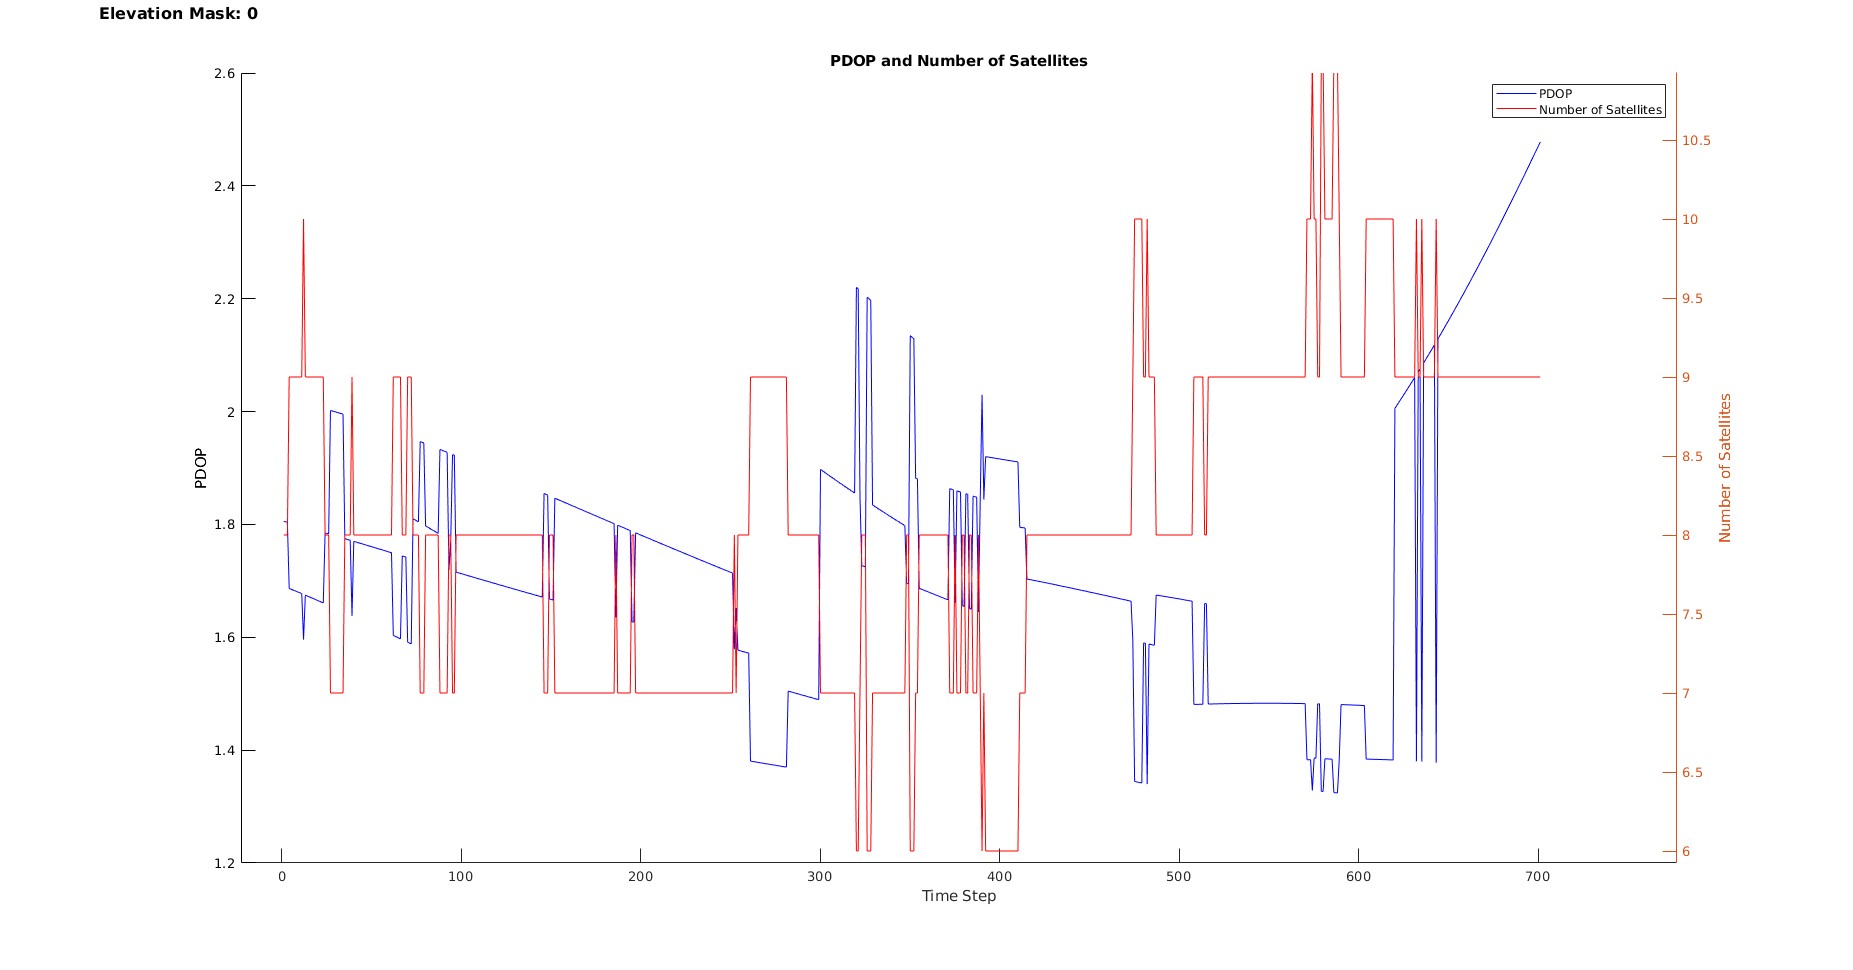 Elevation Mask: 0
PDOP and Number of Satellites
2.6
2.4
2.2
2
1.8
1.6
1.4
1.2
PDOP
PDOP
Number of Satellites
10.5
10
9.5
9
8.5
8
7.5
7
6.5
6
Number of Satellites
0 100 200 300 400 500 600 700
Time Step